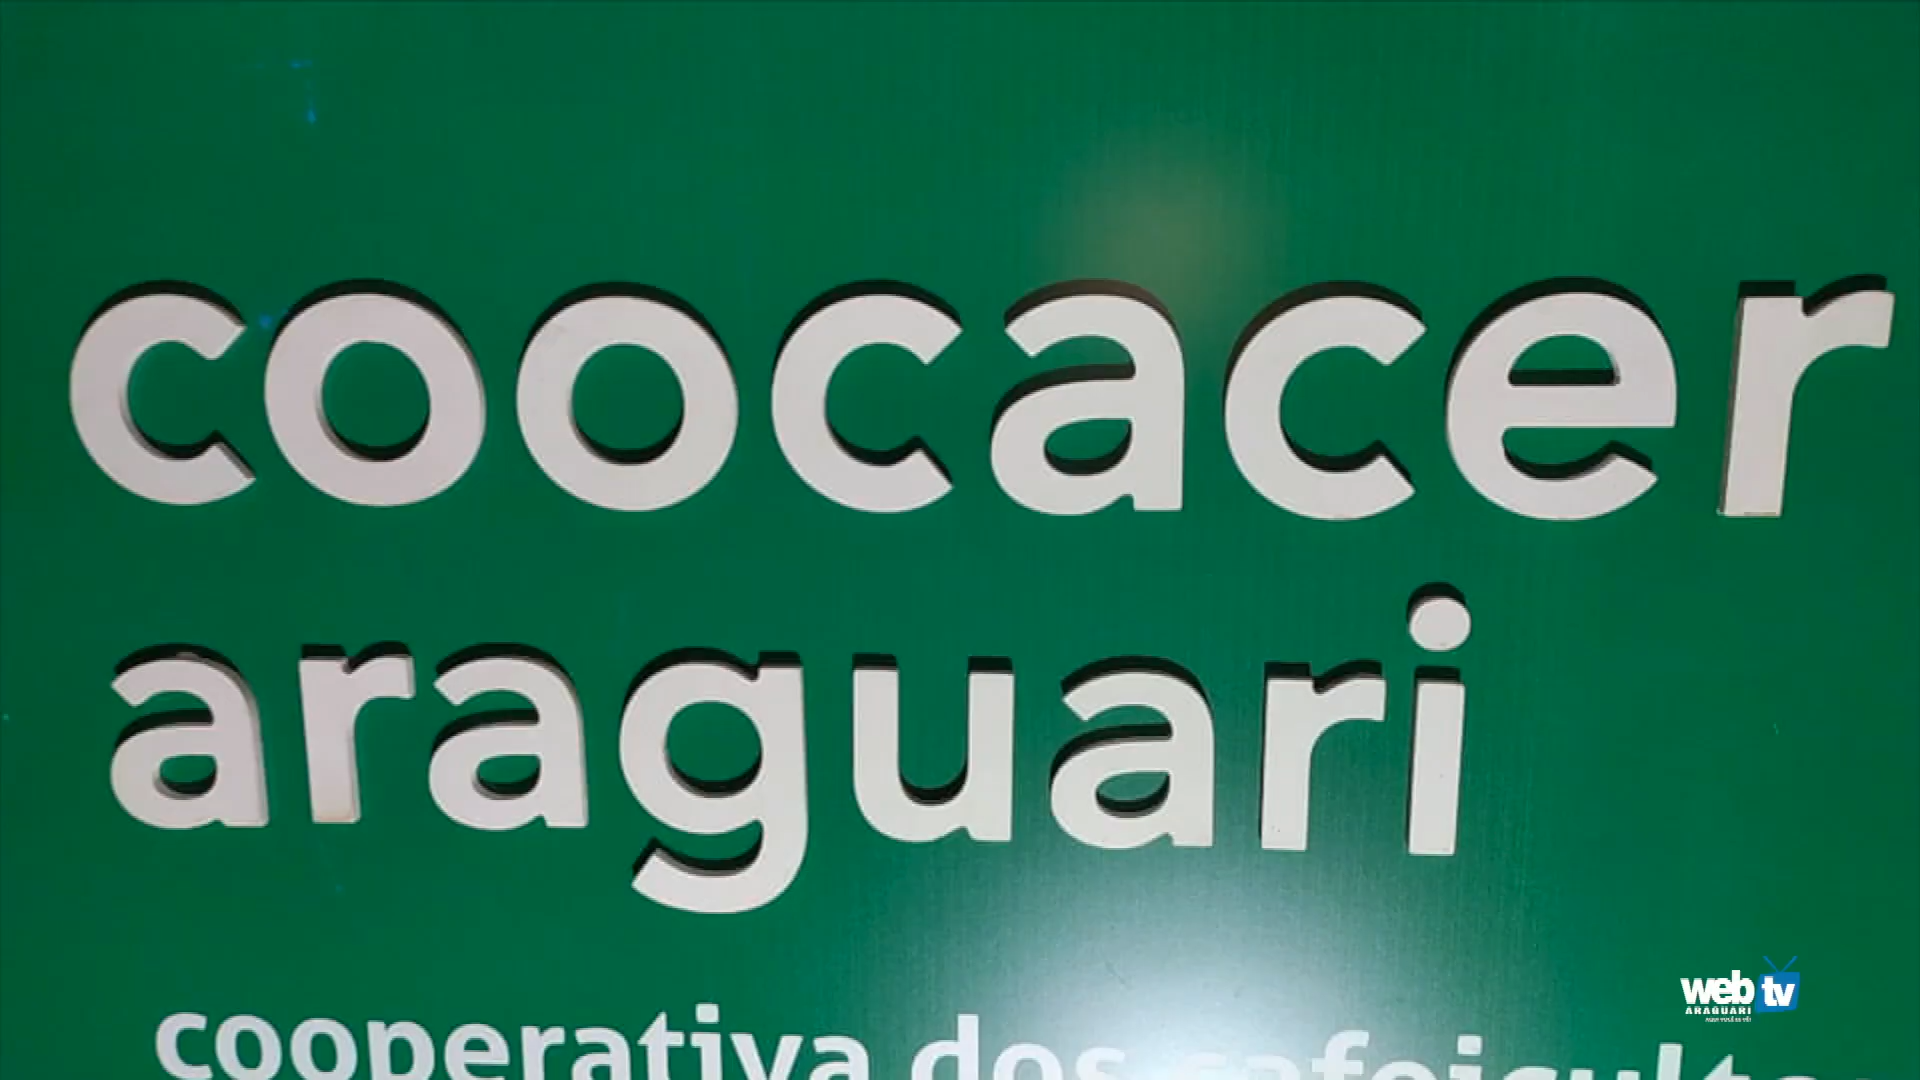 coocacer
araguari
cooperativa dos
web tv
ARAGUARI